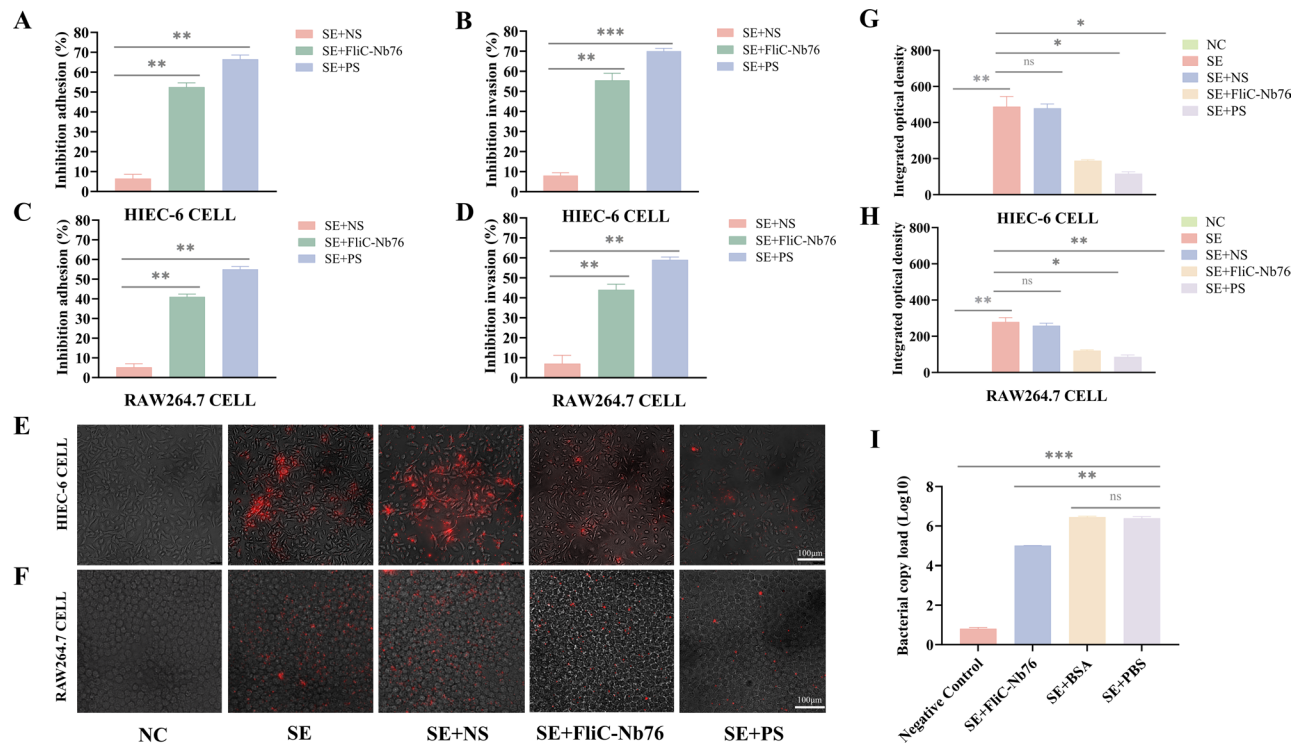 A
Inhibition adhesion (%)
80
70
60
50
40
30
20
10
0
**
**
SE+NS
SE+FliC-Nb76
SE+PS
HIEC-6 CELL
B
Inhibition invasion (%)
80
70
60
50
40
30
20
10
0
***
**
SE+NS
SE+FliC-Nb76
SE+PS
HIEC-6 CELL
C
Inhibition adhesion (%)
80
70
60
50
40
30
20
10
0
**
**
SE+NS
SE+FliC-Nb76
SE+PS
RAW264.7 CELL
D
Inhibition invasion (%)
80
70
60
50
40
30
20
10
0
**
**
SE+NS
SE+FliC-Nb76
SE+PS
RAW264.7 CELL
G
Integrated optical density
800
600
400
200
0
*
*
ns
**
NC
SE
SE+NS
SE+FliC-Nb76
SE+PS
HIEC-6 CELL
H
Integrated optical density
800
600
400
200
0
**
*
ns
**
NC
SE
SE+NS
SE+FliC-Nb76
SE+PS
RAW264.7 CELL
E
HIEC-6 CELL
100μm
F
RAW264.7 CELL
100μm
NC
SE
SE+NS
SE+FliC-Nb76
SE+PS
I
Bacterial copy load (Log10)
8
6
4
2
0
***
**
ns
Negative Control
SE+FliC-Nb76
SE+BSA
SE+PBS